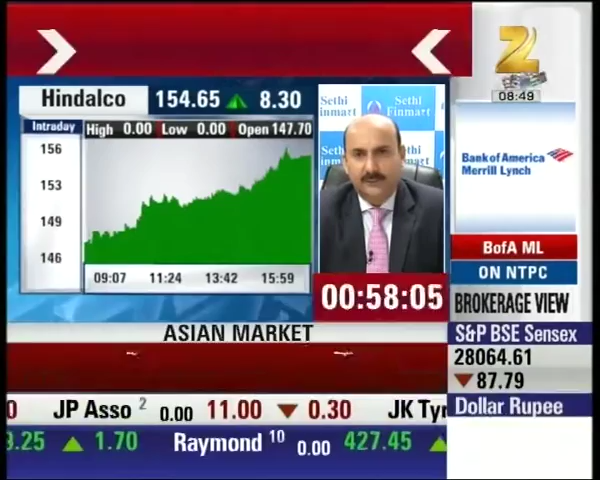 Hindalco 154.65 8.30
Intraday High 0.00 Low 0.00 Open 147.70
156
153
149
146
09:07 11:24 13:42 15:59
Sethi Sethi
Finmart
inmart inmart
00:58:05
Z
08:49
Bank of America
Merrill Lynch
BofA ML
ON NTPC
BROKERAGE VIEW
S&P BSE Sensex
28064.61
87.79
Dollar Rupee
ASIAN MARKET
0 JP Asso 2 0.00 11.00 0.30 JK Tyr
3.25 1.70 Raymond 10 0.00 427.45